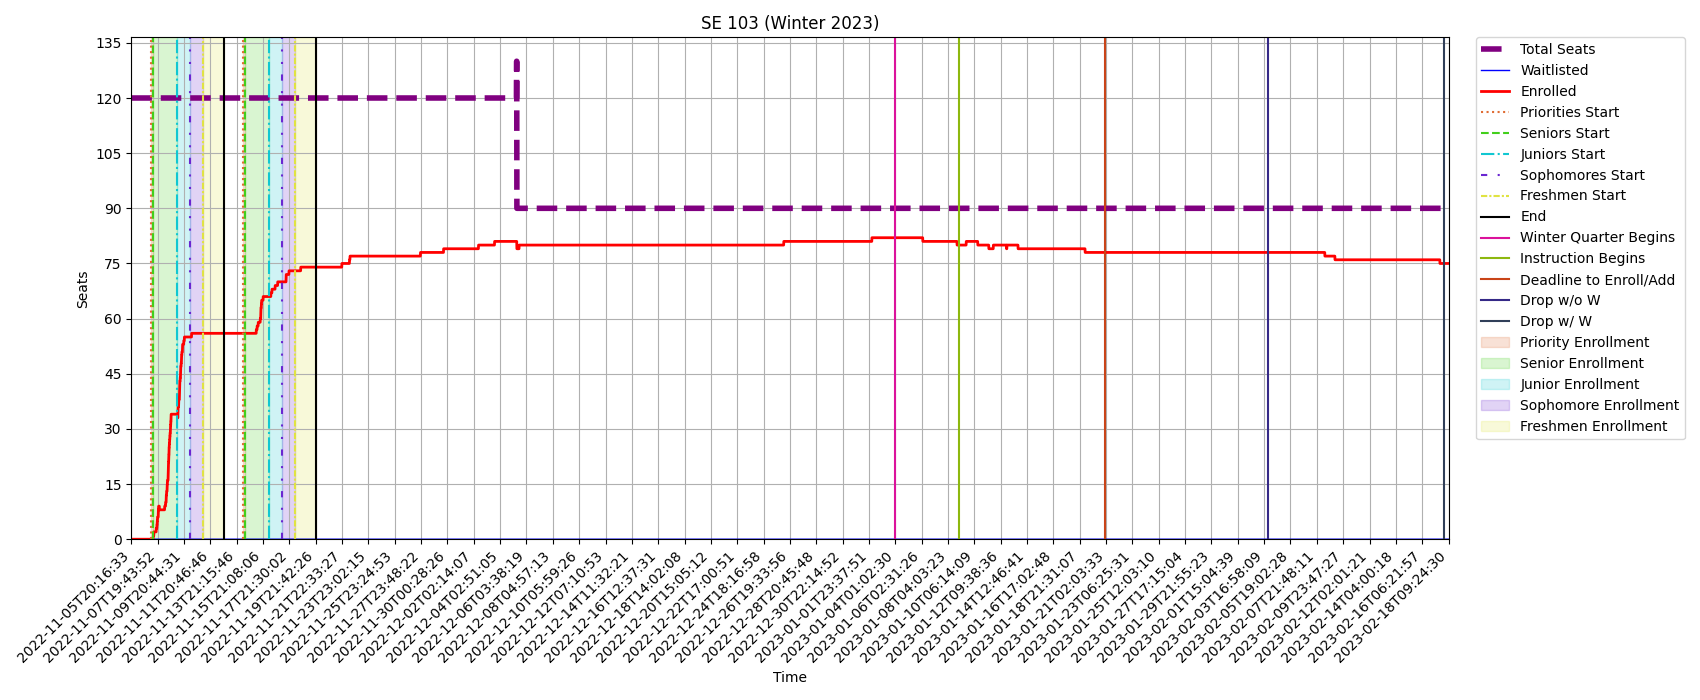 SE 103 (Winter 2023)
135
120
105
90
75
60
45
30
15
0
Seats
2022-11-05T20:16:33
2022-11-07T19:43:52
2022-11-09T20:44:31
2022-11-11T20:46:46
2022-11-13T21:15:46
2022-11-15T21:08:06
2022-11-17T21:30:02
2022-11-19T21:42:26
2022-11-21T22:33:27
2022-11-23T23:02:15
2022-11-25T23:24:53
2022-11-27T23:48:22
2022-11-30T00:28:26
2022-12-02T02:14:07
2022-12-04T02:51:05
2022-12-06T03:38:19
2022-12-08T04:57:13
2022-12-10T05:59:26
2022-12-12T07:10:53
2022-12-14T11:32:21
2022-12-16T12:37:31
2022-12-18T14:02:08
2022-12-20T15:05:12
2022-12-22T17:00:51
2022-12-24T18:16:58
2022-12-26T19:33:56
2022-12-28T20:45:48
2022-12-30T22:14:52
2023-01-01T23:37:51
2023-01-04T01:02:30
2023-01-06T02:31:26
2023-01-08T04:03:23
2023-01-10T06:14:09
2023-01-12T09:38:36
2023-01-14T12:46:41
2023-01-16T17:02:48
2023-01-18T21:31:07
2023-01-21T02:03:33
2023-01-23T06:25:31
2023-01-25T12:03:10
2023-01-27T17:15:04
2023-01-29T21:55:23
2023-02-01T15:04:39
2023-02-03T16:58:09
2023-02-05T19:02:28
2023-02-07T21:48:11
2023-02-09T23:47:27
2023-02-12T02:01:21
2023-02-14T04:00:18
2023-02-16T06:21:57
2023-02-18T09:24:30
Time
Total Seats
Waitlisted
Enrolled
Priorities Start
Seniors Start
Juniors Start
Sophomores Start
Freshmen Start
End
Winter Quarter Begins
Instruction Begins
Deadline to Enroll/Add
Drop w/o W
Drop w/ W
Priority Enrollment
Senior Enrollment
Junior Enrollment
Sophomore Enrollment
Freshmen Enrollment